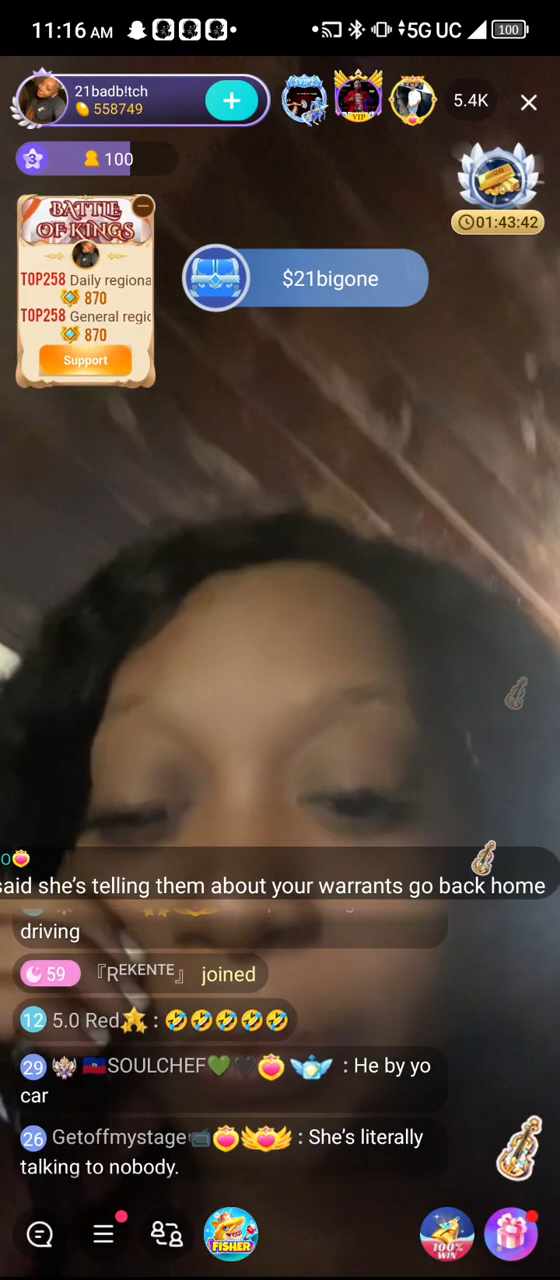 11:16 AM
5G UC
100
21badb!tch
558749
VIP
5.4K
3
100
01:43:42
BATTLE
OF KINGS
TOP258 Daily regiona
870
TOP258 General regio
870
Support
$21bigone
said she's telling them about your warrants go back home
driving
59 『Rᴱᴷᴱᴺᵀᴱ』 joined
12 5.0 Red⭐ : 🤣🤣🤣🤣🤣
29 🇭🇹SOULCHEF💚🖤 : He by yo
car
26 Getoffmystage📹 : She's literally
talking to nobody.
FISHER
100%
WIN